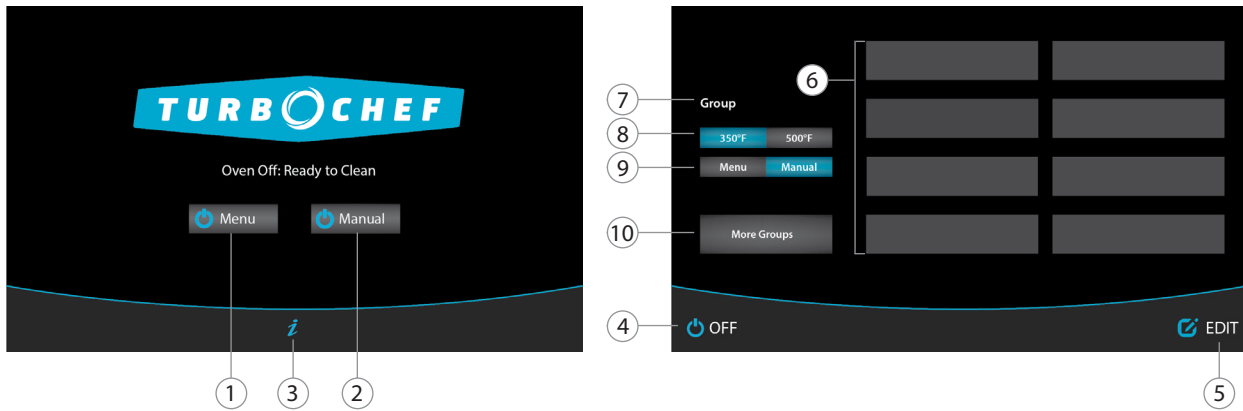 TURBOCHEF
Oven Off: Ready to Clean
Menu
Manual
i
1
3
2
6
7
Group
8
350°F
500°F
9
Menu
Manual
10
More Groups
4
OFF
EDIT
5